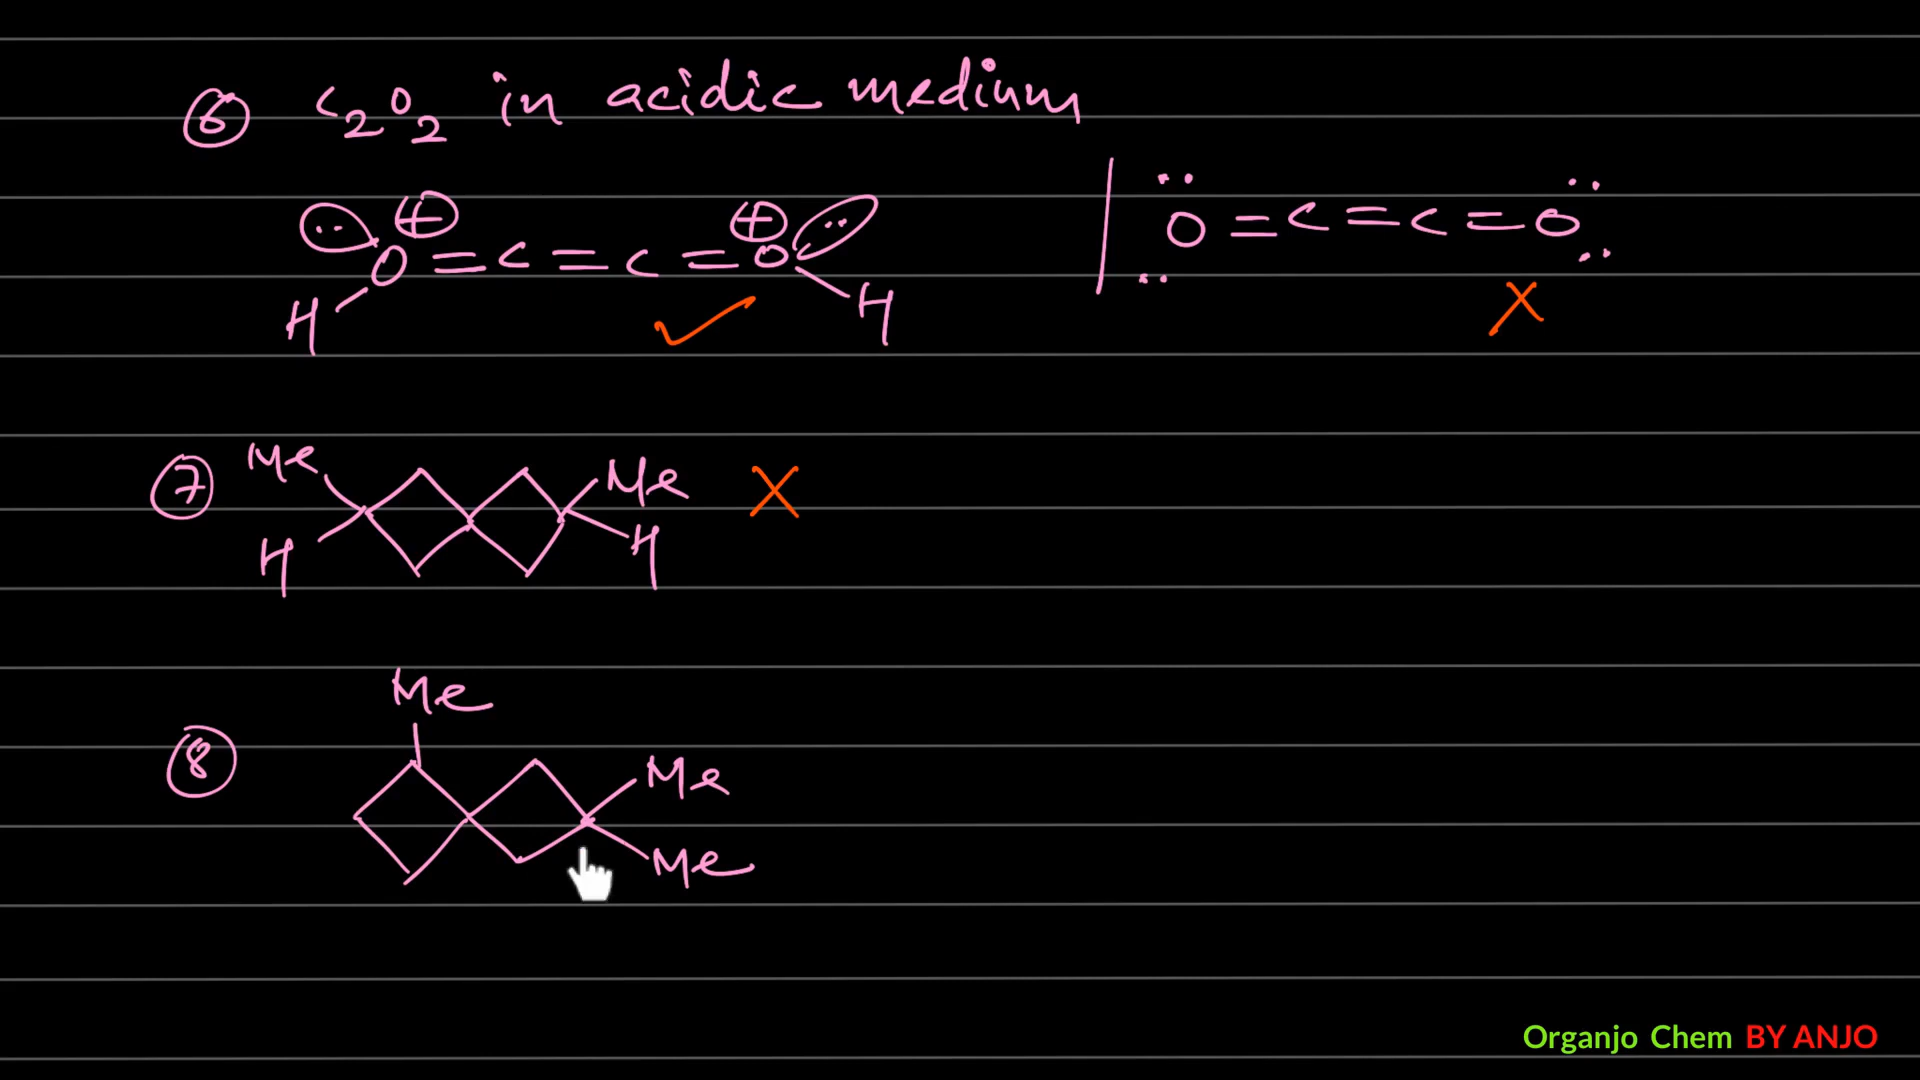 ⑥ C₂O₂ in acidic medium
H O⊕ = C = C = O⊕ H ✓ | O = C = C = O X
⑦ Me H Me H X
⑧ Me Me Me
Organjo Chem BY ANJO